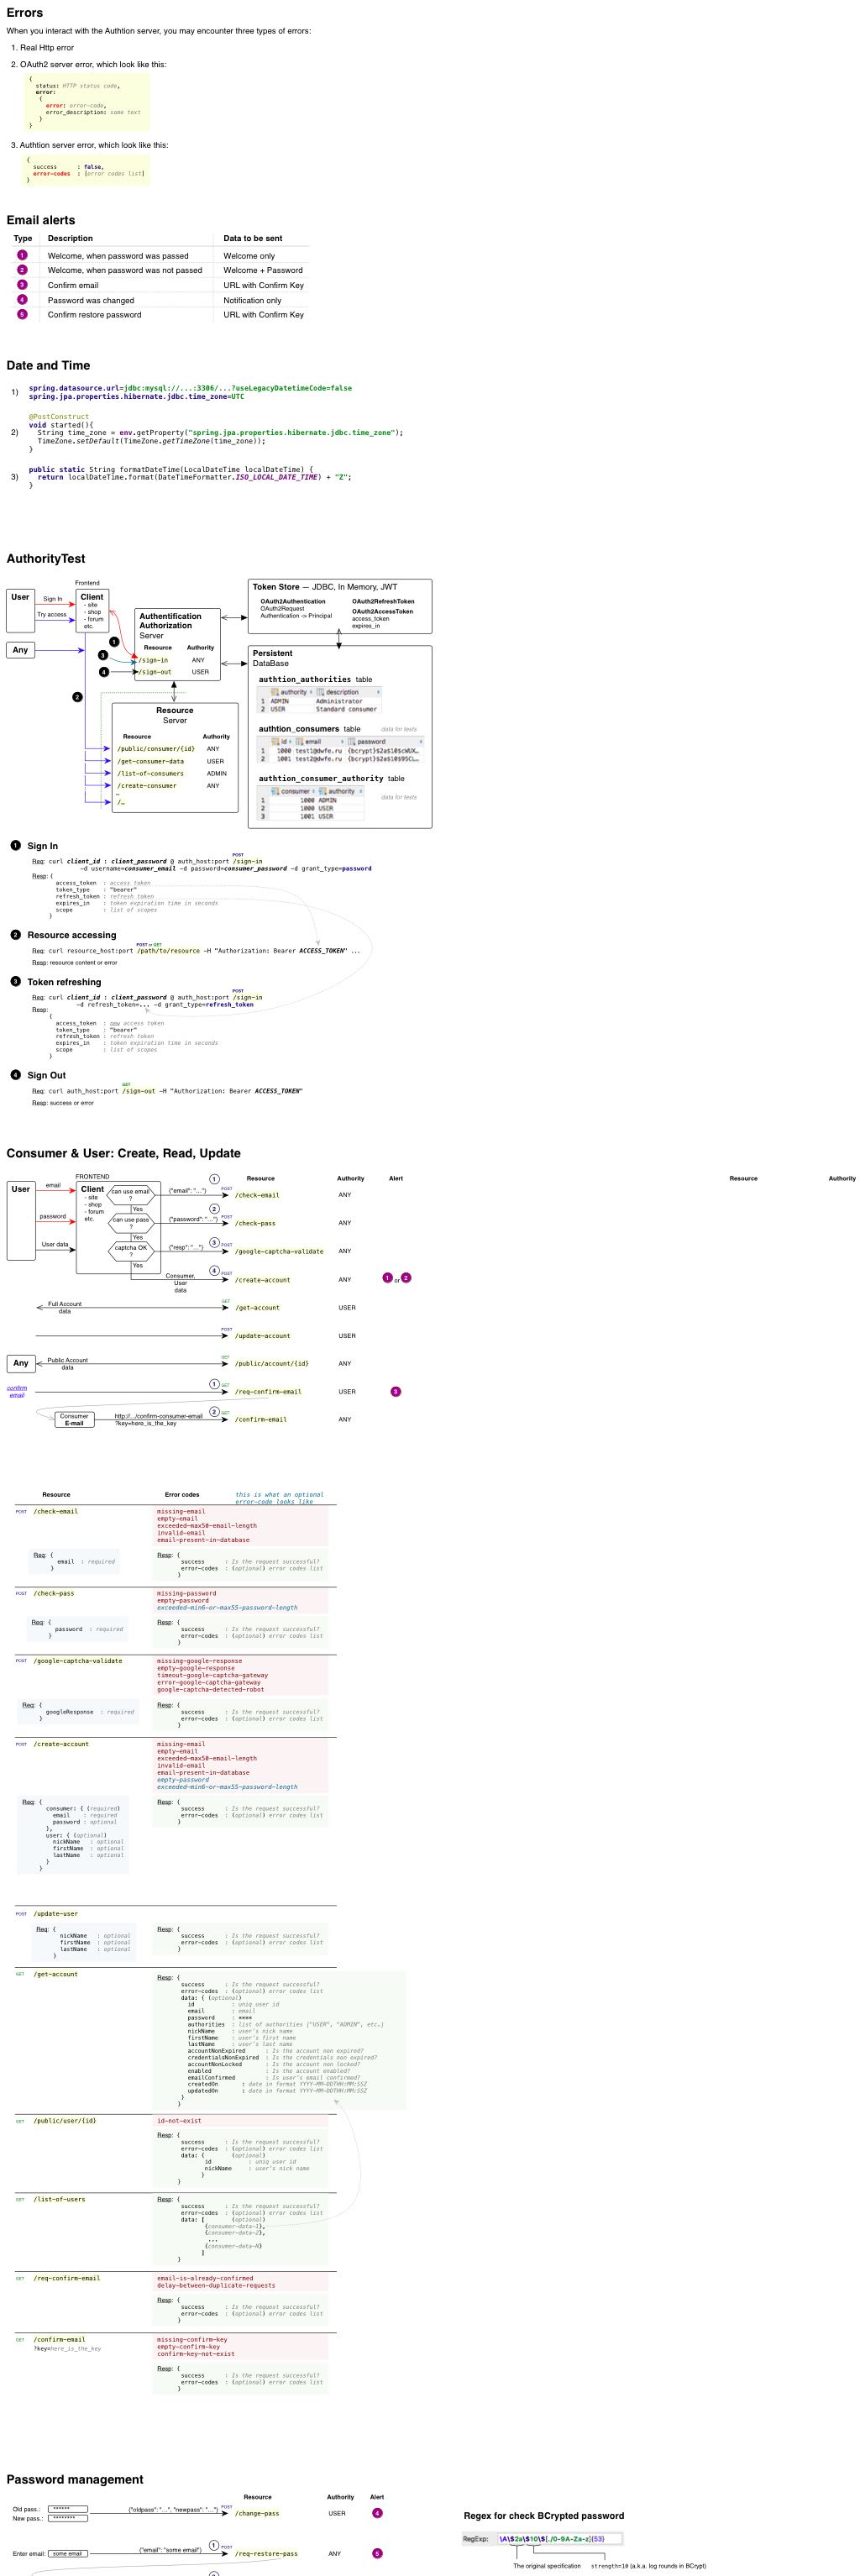 Errors
When you interact with the Authtion server, you may encounter three types of errors:
1. Real Http error
2. OAuth2 server error, which look like this:
{
status: HTTP status code,
error:
{
error: error-code,
error_description: some text
}
}
3. Authtion server error, which look like this:
{
success : false,
error-codes : [error codes list]
}
Email alerts
Type Description Data to be sent
1 Welcome, when password was passed Welcome only
2 Welcome, when password was not passed Welcome + Password
3 Confirm email URL with Confirm Key
4 Password was changed Notification only
5 Confirm restore password URL with Confirm Key
Date and Time
1) spring.datasource.url=jdbc:mysql://...:3306/...?useLegacyDatetimeCode=false
spring.jpa.properties.hibernate.jdbc.time_zone=UTC
@PostConstruct
void started(){
2) String time_zone = env.getProperty("spring.jpa.properties.hibernate.jdbc.time_zone");
TimeZone.setDefault(TimeZone.getTimeZone(time_zone));
}
public static String formatDateTime(LocalDateTime localDateTime) {
3) return localDateTime.format(DateTimeFormatter.ISO_LOCAL_DATE_TIME) + "Z";
}
AuthorityTest
Frontend
User
Sign In
Try access
Any
Client
- site
- shop
- forum
etc.
1
3
4
2
Authentification
Authorization
Server
Resource Authority
/sign-in ANY
/sign-out USER
Resource
Server
Resource Authority
/public/consumer/{id} ANY
/get-consumer-data USER
/list-of-consumers ADMIN
/create-consumer ANY
…
/…
Token Store — JDBC, In Memory, JWT
OAuth2Authentication
OAuth2Request
Authentication -> Principal
OAuth2RefreshToken
OAuth2AccessToken
access_token
expires_in
Persistent
DataBase
authtion_authorities table
authority description
1 ADMIN Administrator
2 USER Standard consumer
authtion_consumers table data for tests
id email password
1 1000 test1@dwfe.ru
2 1001 test2@dwfe.ru
authtion_consumer_authority table
consumer authority
1 1000 ADMIN
2 1000 USER
3 1001 USER
data for tests
1 Sign In
POST
Req: curl client_id : client_password @ auth_host:port /sign-in
-d username=consumer_email -d password=consumer_password -d grant_type=password
Resp: {
access_token : access token
token_type : "bearer"
refresh_token : refresh token
expires_in : token expiration time in seconds
scope : list of scopes
}
2 Resource accessing
POST or GET
Req: curl resource_host:port /path/to/resource -H "Authorization: Bearer ACCESS_TOKEN" ...
Resp: resource content or error
3 Token refreshing
POST
Req: curl client_id : client_password @ auth_host:port /sign-in
-d refresh_token=... -d grant_type=refresh_token
Resp:
{
access_token : new access token
token_type : "bearer"
refresh_token : refresh token
expires_in : token expiration time in seconds
scope : list of scopes
}
4 Sign Out
GET
Req: curl auth_host:port /sign-out -H "Authorization: Bearer ACCESS_TOKEN"
Resp: success or error
Consumer & User: Create, Read, Update
FRONTEND
Resource Authority Alert
Resource Authority
User
email
password
User data
Client
- site
- shop
- forum
etc.
can use email
?
Yes
can use pass
?
Yes
captcha OK
?
Yes
1 {"email": "..."} POST /check-email ANY
2 {"password": "..."} POST /check-pass ANY
3 {"resp": "..."} POST /google-captcha-validate ANY
4 Consumer,
User
data
POST /create-account ANY 1 or 2
Full Account
data
GET /get-account USER
POST /update-account USER
Any
Public Account
data
GET /public/account/{id} ANY
confirm
email
1 GET /req-confirm-email USER 3
Consumer
E-mail
http://.../confirm-consumer-email
?key=here_is_the_key
2 GET /confirm-email ANY
Resource Error codes this is what an optional
error-code looks like
POST /check-email
missing-email
empty-email
exceeded-max50-email-length
invalid-email
email-present-in-database
Req: {
email : required
}
Resp: {
success : Is the request successful?
error-codes : (optional) error codes list
}
POST /check-pass
missing-password
empty-password
exceeded-min6-or-max55-password-length
Req: {
password : required
}
Resp: {
success : Is the request successful?
error-codes : (optional) error codes list
}
POST /google-captcha-validate
missing-google-response
empty-google-response
timeout-google-captcha-gateway
error-google-captcha-gateway
google-captcha-detected-robot
Req: {
googleResponse : required
}
Resp: {
success : Is the request successful?
error-codes : (optional) error codes list
}
POST /create-account
missing-email
empty-email
exceeded-max50-email-length
invalid-email
email-present-in-database
empty-password
exceeded-min6-or-max55-password-length
Req: {
consumer: { (required)
email : required
password : optional
},
user: { (optional)
nickName : optional
firstName : optional
lastName : optional
}
}
Resp: {
success : Is the request successful?
error-codes : (optional) error codes list
}
POST /update-user
Req: {
nickName : optional
firstName : optional
lastName : optional
}
Resp: {
success : Is the request successful?
error-codes : (optional) error codes list
}
GET /get-account
Resp: {
success : Is the request successful?
error-codes : (optional) error codes list
data: { (optional)
id : uniq user id
email : email
password : ****
authorities : list of authorities ["USER", "ADMIN", etc.]
nickName : user's nick name
firstName : user's first name
lastName : user's last name
accountNonExpired : Is the account non expired?
credentialsNonExpired : Is the credentials non expired?
accountNonLocked : Is the account non locked?
enabled : Is the account enabled?
emailConfirmed : Is user's email confirmed?
createdOn : date in format YYYY-MM-DDTHH:MM:SSZ
updatedOn : date in format YYYY-MM-DDTHH:MM:SSZ
}
}
GET /public/user/{id}
id-not-exist
Resp: {
success : Is the request successful?
error-codes : (optional) error codes list
data: { (optional)
id : uniq user id
nickName : user's nick name
}
}
GET /list-of-users
Resp: {
success : Is the request successful?
error-codes : (optional) error codes list
data: [ (optional)
{consumer-data-1},
{consumer-data-2},
...
{consumer-data-N}
]
}
GET /req-confirm-email
email-is-already-confirmed
delay-between-duplicate-requests
Resp: {
success : Is the request successful?
error-codes : (optional) error codes list
}
GET /confirm-email
?key=here_is_the_key
missing-confirm-key
empty-confirm-key
confirm-key-not-exist
Resp: {
success : Is the request successful?
error-codes : (optional) error codes list
}
Password management
Resource Authority Alert
Old pass.: ******
New pass.: ********
{"oldpass": "...", "newpass": "..."} POST /change-pass USER 4
Enter email: some email {"email": "some email"} 1 POST /req-restore-pass ANY 5
Regex for check BCrypted password
RegExp: \A\$2a\$10\$[./0-9A-Za-z]{53}
The original specification strength=10 (a.k.a. log rounds in BCrypt)